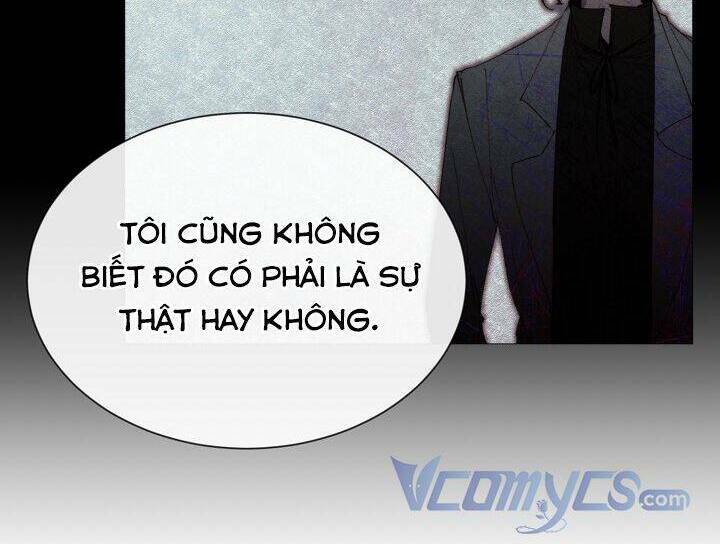 TÔI CŨNG KHÔNG
BIẾT ĐÓ CÓ PHẢI LÀ SỰ
THẬT HAY KHÔNG.
VCOMYCS.com